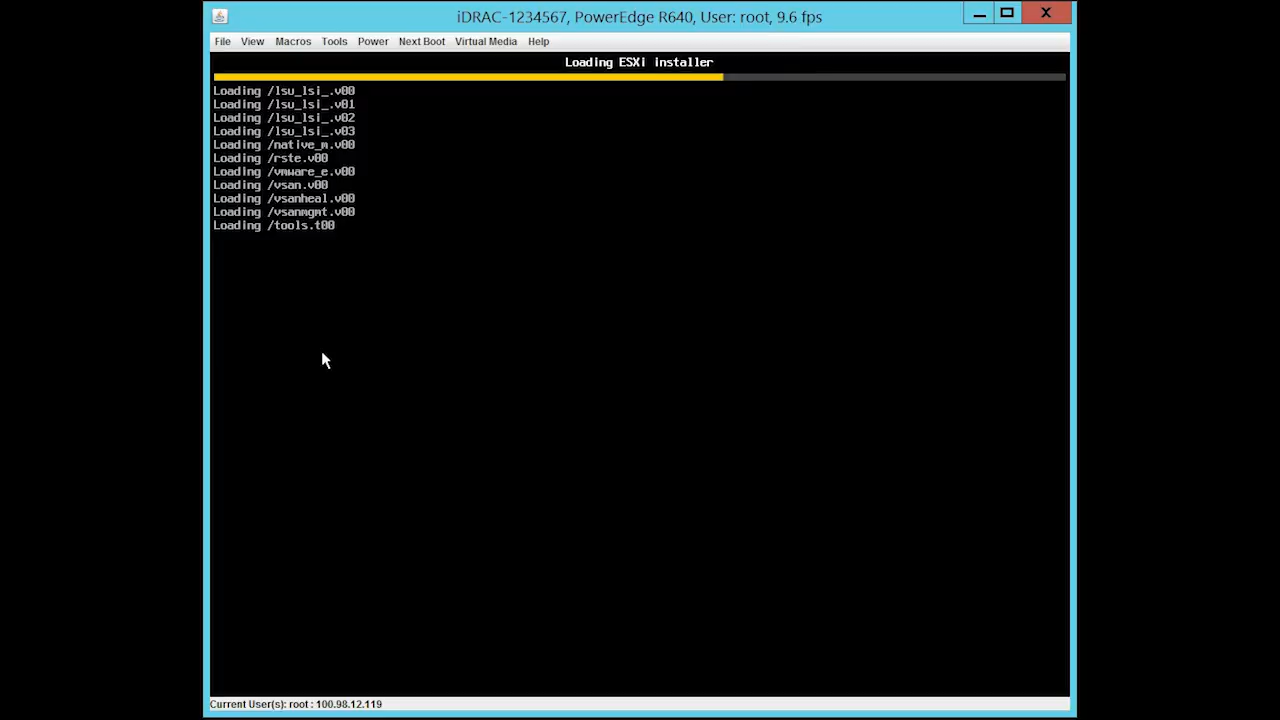 iDRAC-1234567, PowerEdge R640, User: root, 9.6 fps
File View Macros Tools Power Next Boot Virtual Media Help
Loading ESXi installer
Loading /lsu_lsi_.v00
Loading /lsu_lsi_.v01
Loading /lsu_lsi_.v02
Loading /lsu_lsi_.v03
Loading /native_m.v00
Loading /rste.v00
Loading /vmware_e.v00
Loading /vsan.v00
Loading /vsanheal.v00
Loading /vsanmgmt.v00
Loading /tools.t00
Current User(s): root : 100.98.12.119